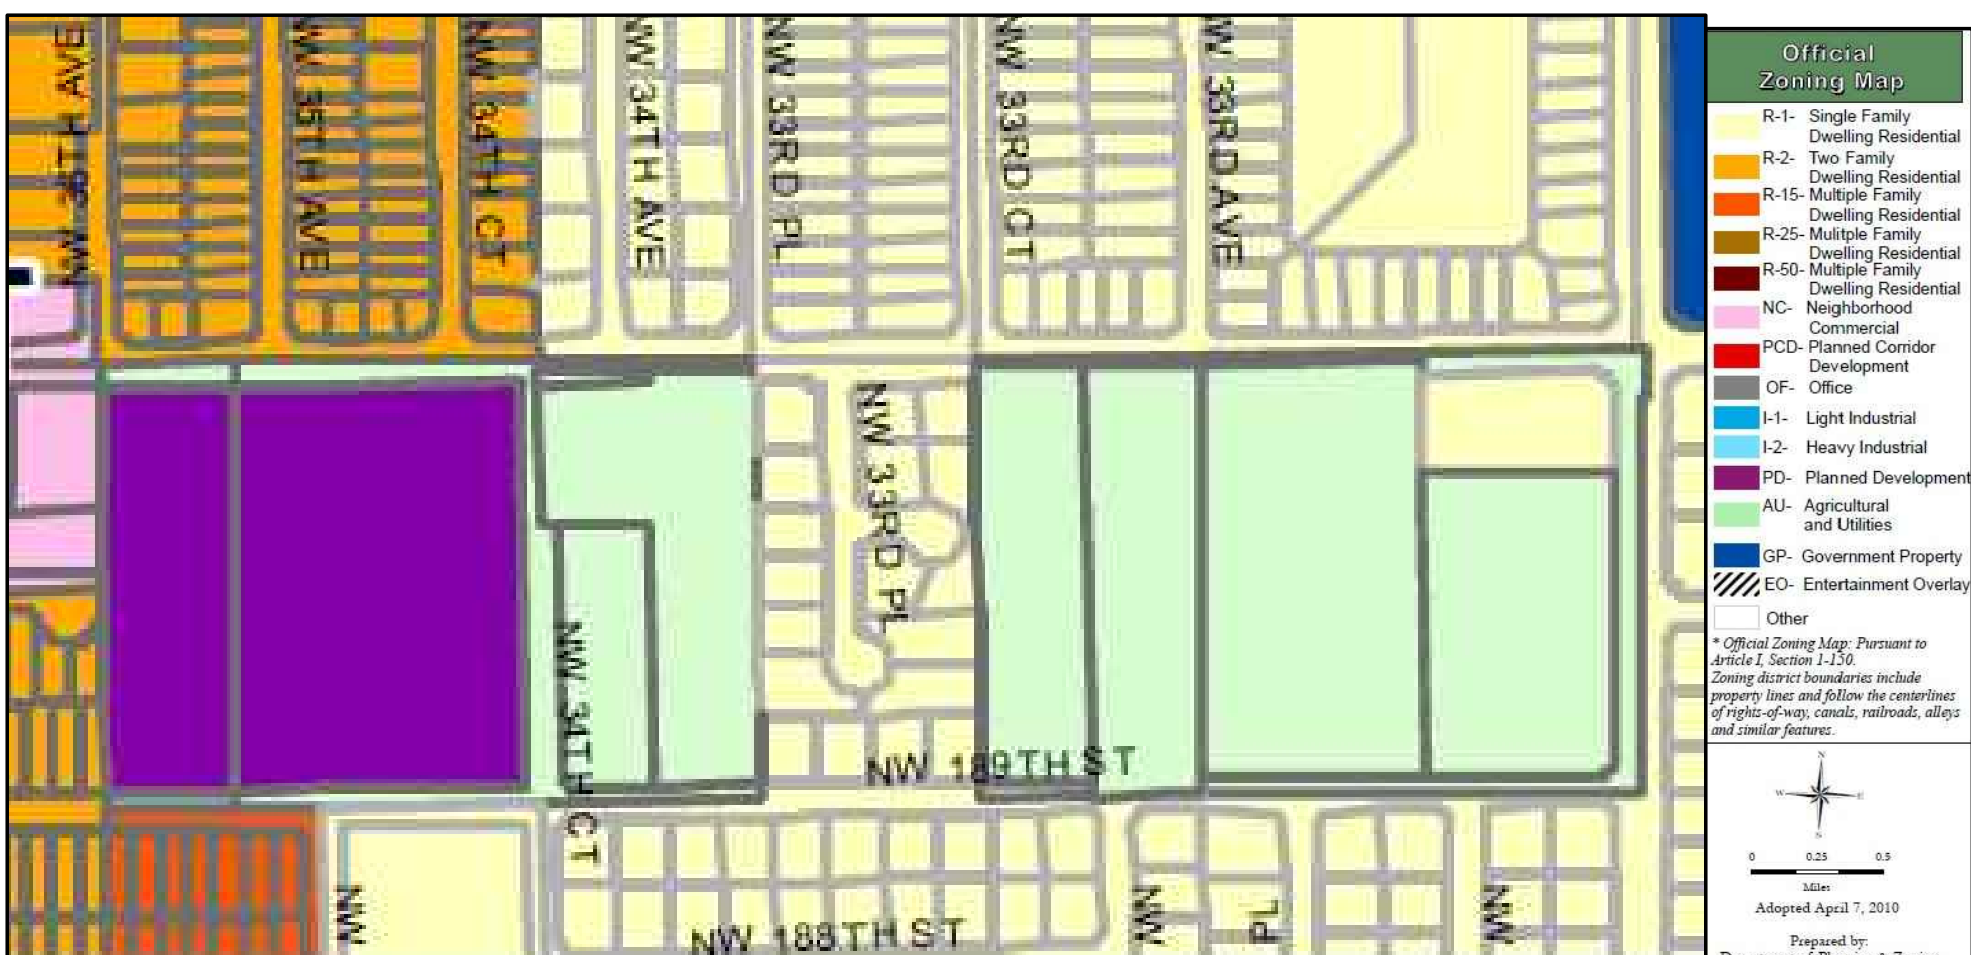 NW 36TH AVE
NW 35TH AVE
NW 34TH CT
NW 34TH AVE
NW 33RD PL
NW 33RD CT
NW 33RD AVE
NW 33RD PL
NW 34TH CT
NW 189TH ST
NW 188TH ST
NW
NW
PL
NW
Official
Zoning Map
R-1- Single Family
Dwelling Residential
R-2- Two Family
Dwelling Residential
R-15- Multiple Family
Dwelling Residential
R-25- Mulitple Family
Dwelling Residential
R-50- Multiple Family
Dwelling Residential
NC- Neighborhood
Commercial
PCD- Planned Corridor
Development
OF- Office
I-1- Light Industrial
I-2- Heavy Industrial
PD- Planned Development
AU- Agricultural
and Utilities
GP- Government Property
EO- Entertainment Overlay
Other
* Official Zoning Map: Pursuant to
Article I, Section 1-150.
Zoning district boundaries include
property lines and follow the centerlines
of rights-of-way, canals, railroads, alleys
and similar features.
N
W E
S
0 0.25 0.5
Miles
Adopted April 7, 2010
Prepared by: